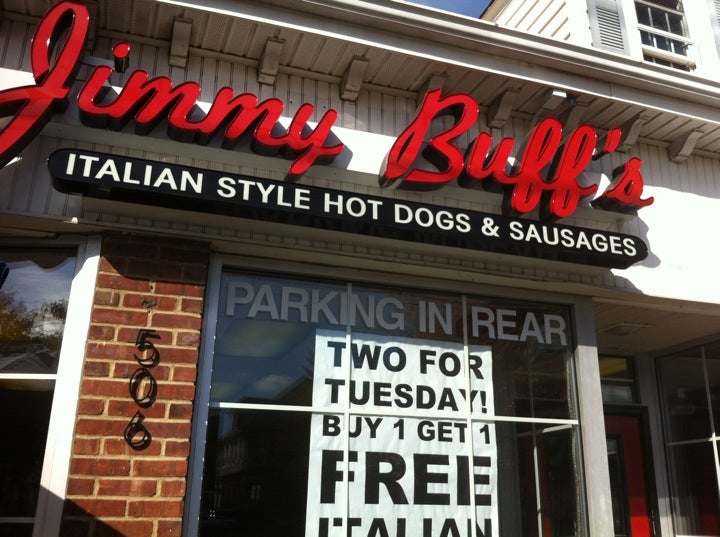 Jimmy Buff's
ITALIAN STYLE HOT DOGS & SAUSAGES
PARKING IN REAR
506
TWO FOR
TUESDAY!
BUY 1 GET 1
FREE
ITALIAN